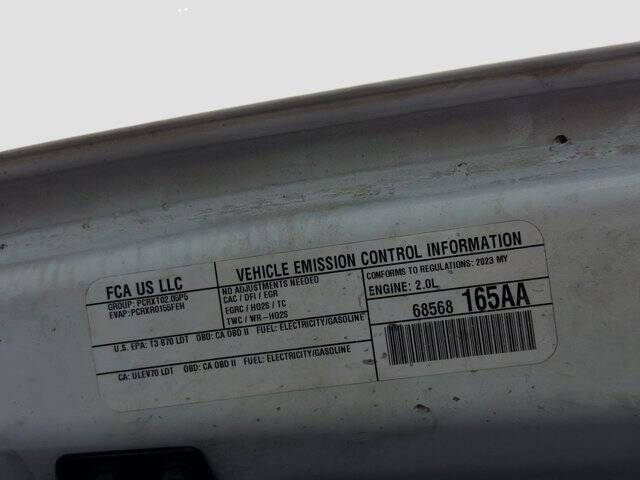 FCA US LLC
GROUP: PCRXT02.05P5
EVAP: PCRXR0155FEH
VEHICLE EMISSION CONTROL INFORMATION
NO ADJUSTMENTS NEEDED
CAC / DFI / EGR
EGRC / HO2S / TC
TWC / WR-HO2S
CONFORMS TO REGULATIONS: 2023 MY
ENGINE: 2.0L
68568 165AA
U.S. EPA: T3 B70 LDT OBD: CA OBD II FUEL: ELECTRICITY/GASOLINE
CA: ULEV70 LDT OBD: CA OBD II FUEL: ELECTRICITY/GASOLINE